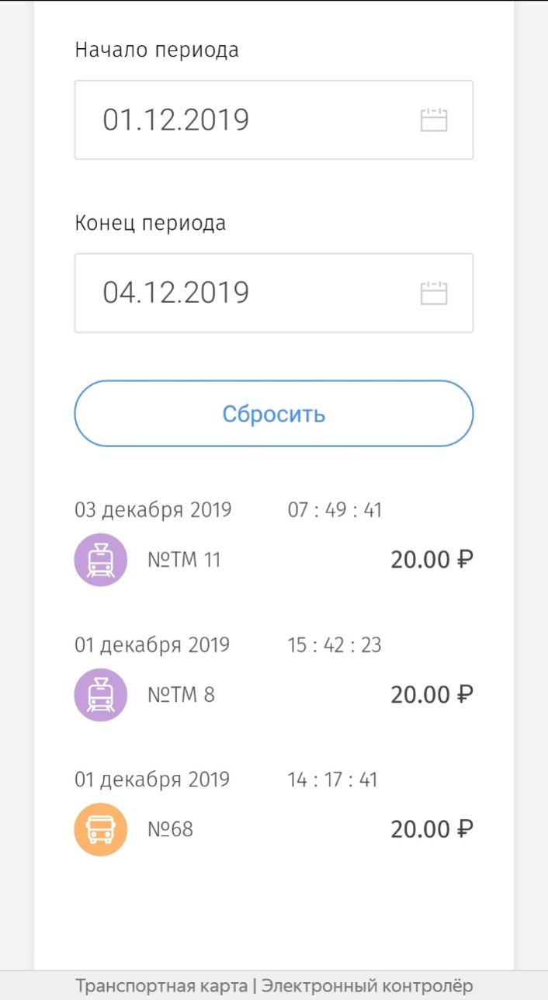 Начало периода
01.12.2019
Конец периода
04.12.2019
Сбросить
03 декабря 2019 07 : 49 : 41
№ТМ 11 20.00 ₽
01 декабря 2019 15 : 42 : 23
№ТМ 8 20.00 ₽
01 декабря 2019 14 : 17 : 41
№68 20.00 ₽
Транспортная карта | Электронный контролёр